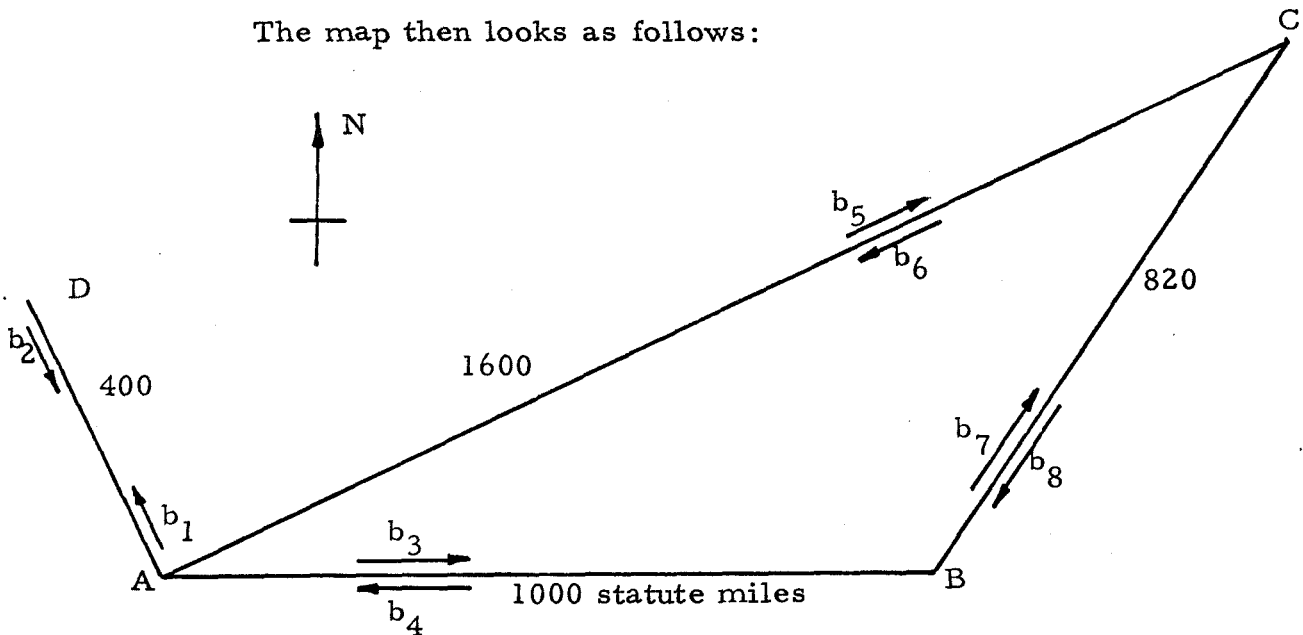 The map then looks as follows:
C
N
b5
b6
D
820
b2
1600
400
b7
b8
b1
b3
A
B
1000 statute miles
b4